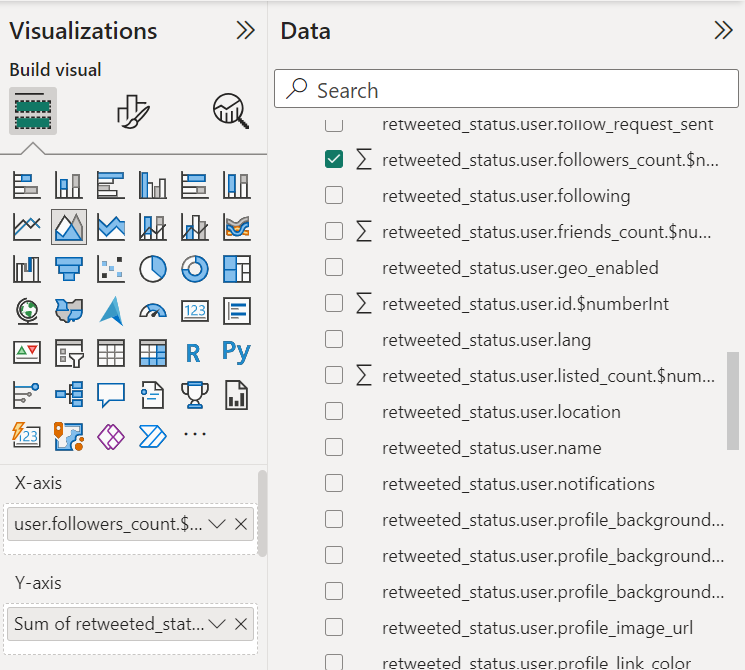 Visualizations
Build visual
123
R
Py
123
X-axis
user.followers_count.$...
Y-axis
Sum of retweeted_stat...
Data
Search
retweeted_status.user.follow_request_sent
retweeted_status.user.followers_count.$n...
retweeted_status.user.following
retweeted_status.user.friends_count.$nu...
retweeted_status.user.geo_enabled
retweeted_status.user.id.$numberInt
retweeted_status.user.lang
retweeted_status.user.listed_count.$num...
retweeted_status.user.location
retweeted_status.user.name
retweeted_status.user.notifications
retweeted_status.user.profile_background...
retweeted_status.user.profile_background...
retweeted_status.user.profile_background...
retweeted_status.user.profile_image_url
retweeted_status.user.profile_link_color